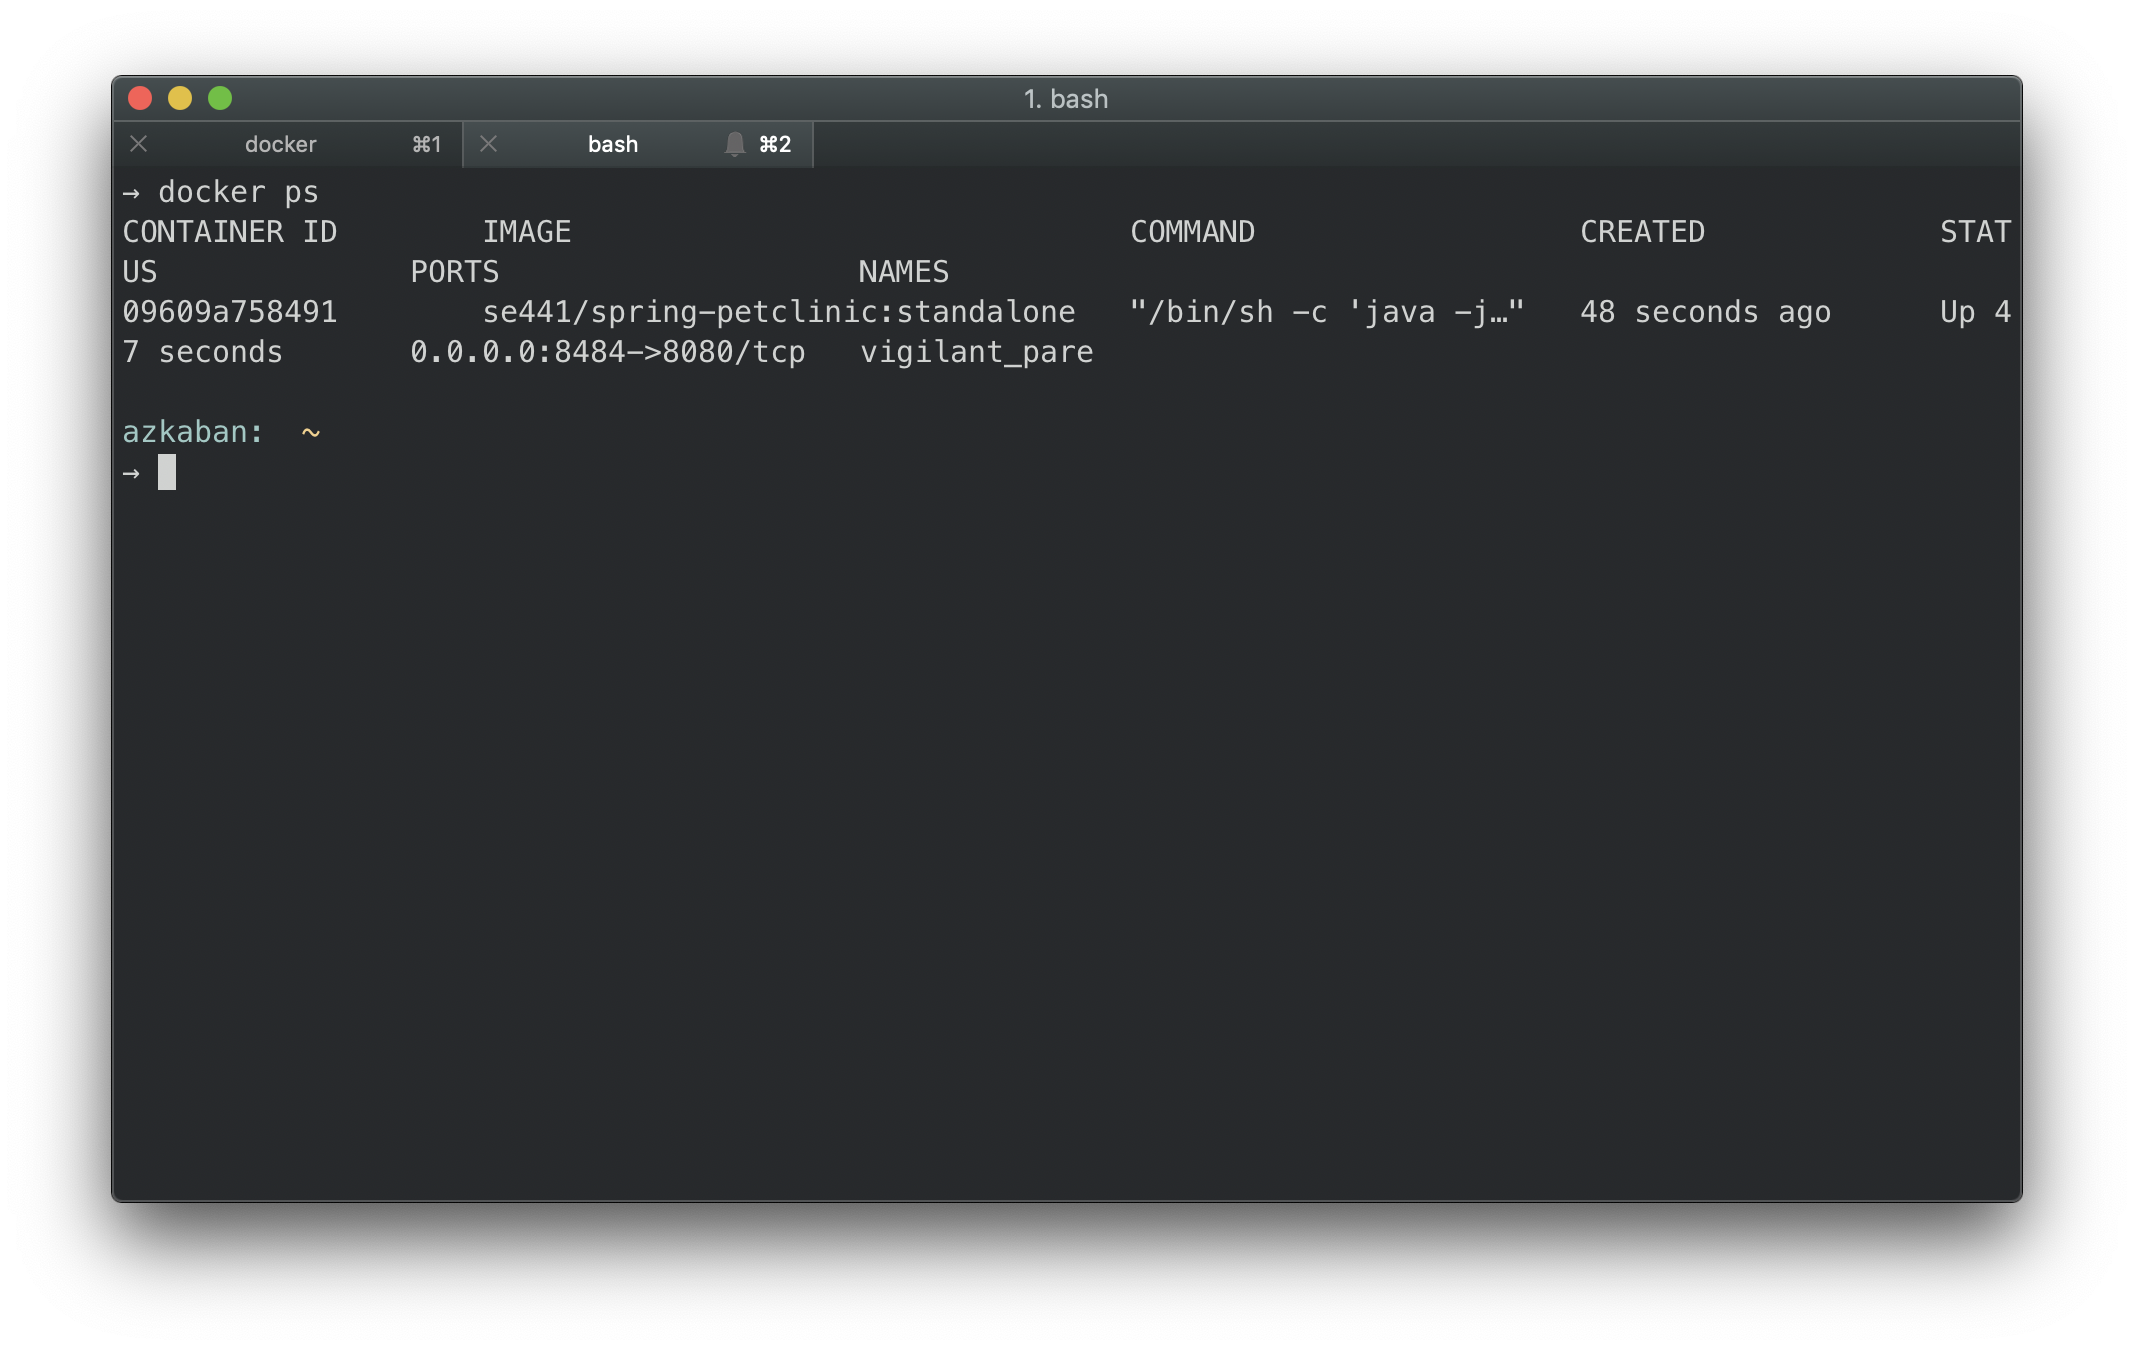 1. bash
docker ⌘1 bash ⌘2
→ docker ps
CONTAINER ID        IMAGE                               COMMAND                  CREATED             STAT
US              PORTS                    NAMES
09609a758491        se441/spring-petclinic:standalone   "/bin/sh -c 'java -j…"   48 seconds ago      Up 4
7 seconds       0.0.0.0:8484->8080/tcp   vigilant_pare
azkaban:  ~
→